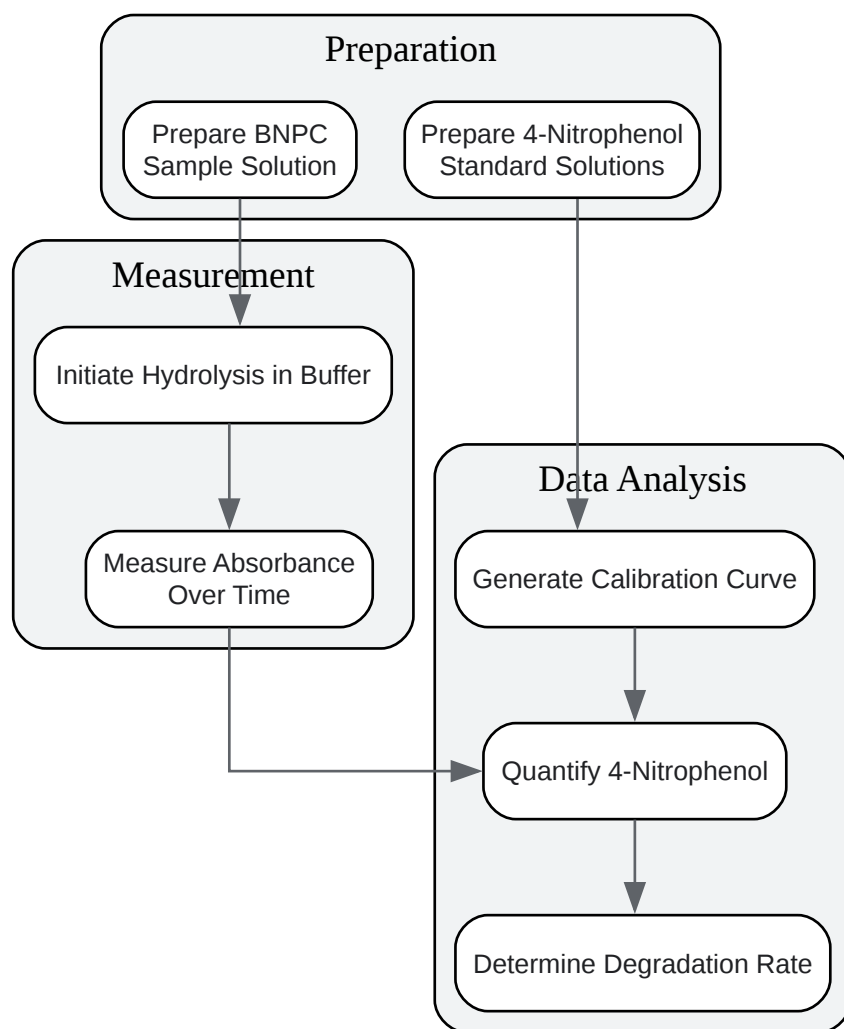 Preparation
Prepare BNPC
Sample Solution
Prepare 4-Nitrophenol
Standard Solutions
Measurement
Initiate Hydrolysis in Buffer
Measure Absorbance
Over Time
Data Analysis
Generate Calibration Curve
Quantify 4-Nitrophenol
Determine Degradation Rate